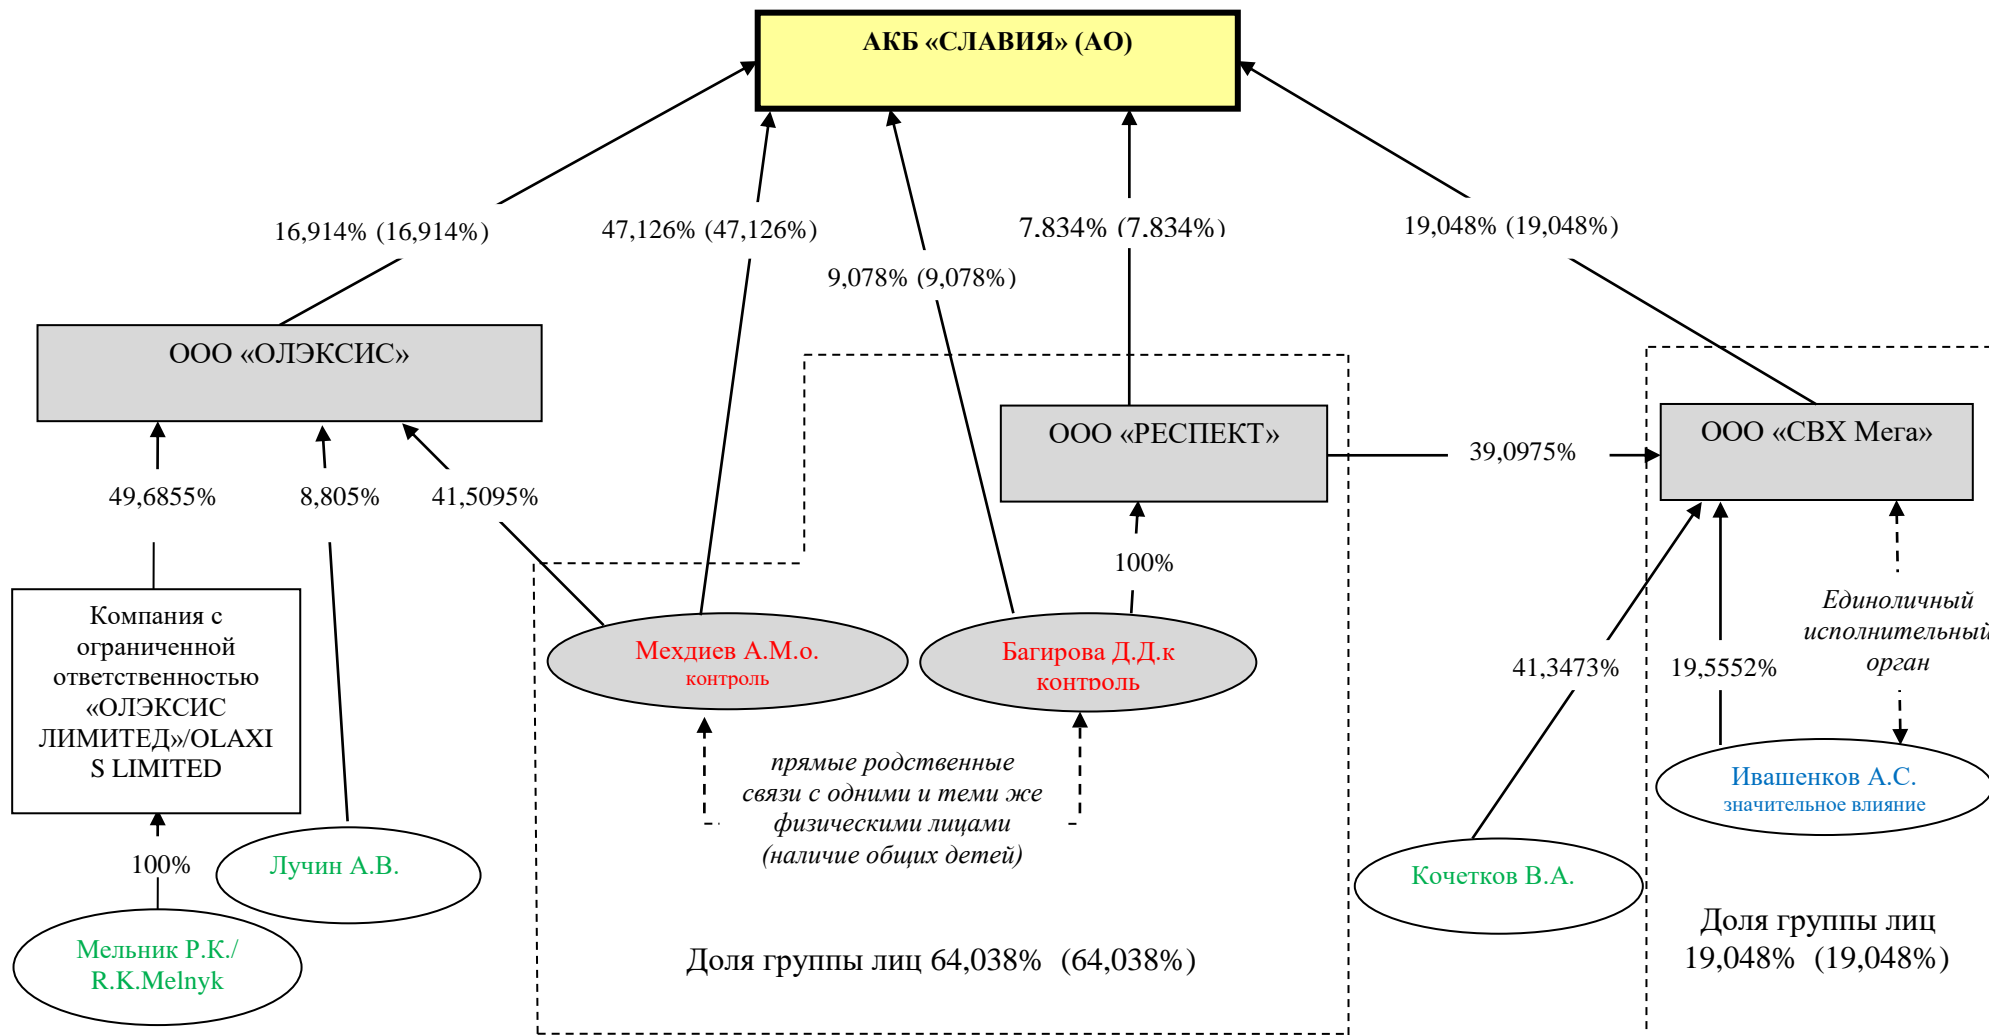 АКБ «СЛАВИЯ» (АО)
16,914% (16,914%)
47,126% (47,126%)
9,078% (9,078%)
7,834% (7,834%)
19,048% (19,048%)
ООО «ОЛЭКСИС»
ООО «РЕСПЕКТ»
39,0975%
ООО «СВХ Мега»
49,6855%
8,805%
41,5095%
100%
Компания с
ограниченной
ответственностью
«ОЛЭКСИС
ЛИМИТЕД»/OLAXI
S LIMITED
Мехдиев А.М.о.
контроль
Багирова Д.Д.к
контроль
41,3473%
19,5552%
Единоличный
исполнительный
орган
прямые родственные
связи с одними и теми же
физическими лицами
(наличие общих детей)
Ивашенков А.С.
значительное влияние
100%
Лучин А.В.
Кочетков В.А.
Мельник Р.К./
R.K.Melnyk
Доля группы лиц 64,038% (64,038%)
Доля группы лиц
19,048% (19,048%)